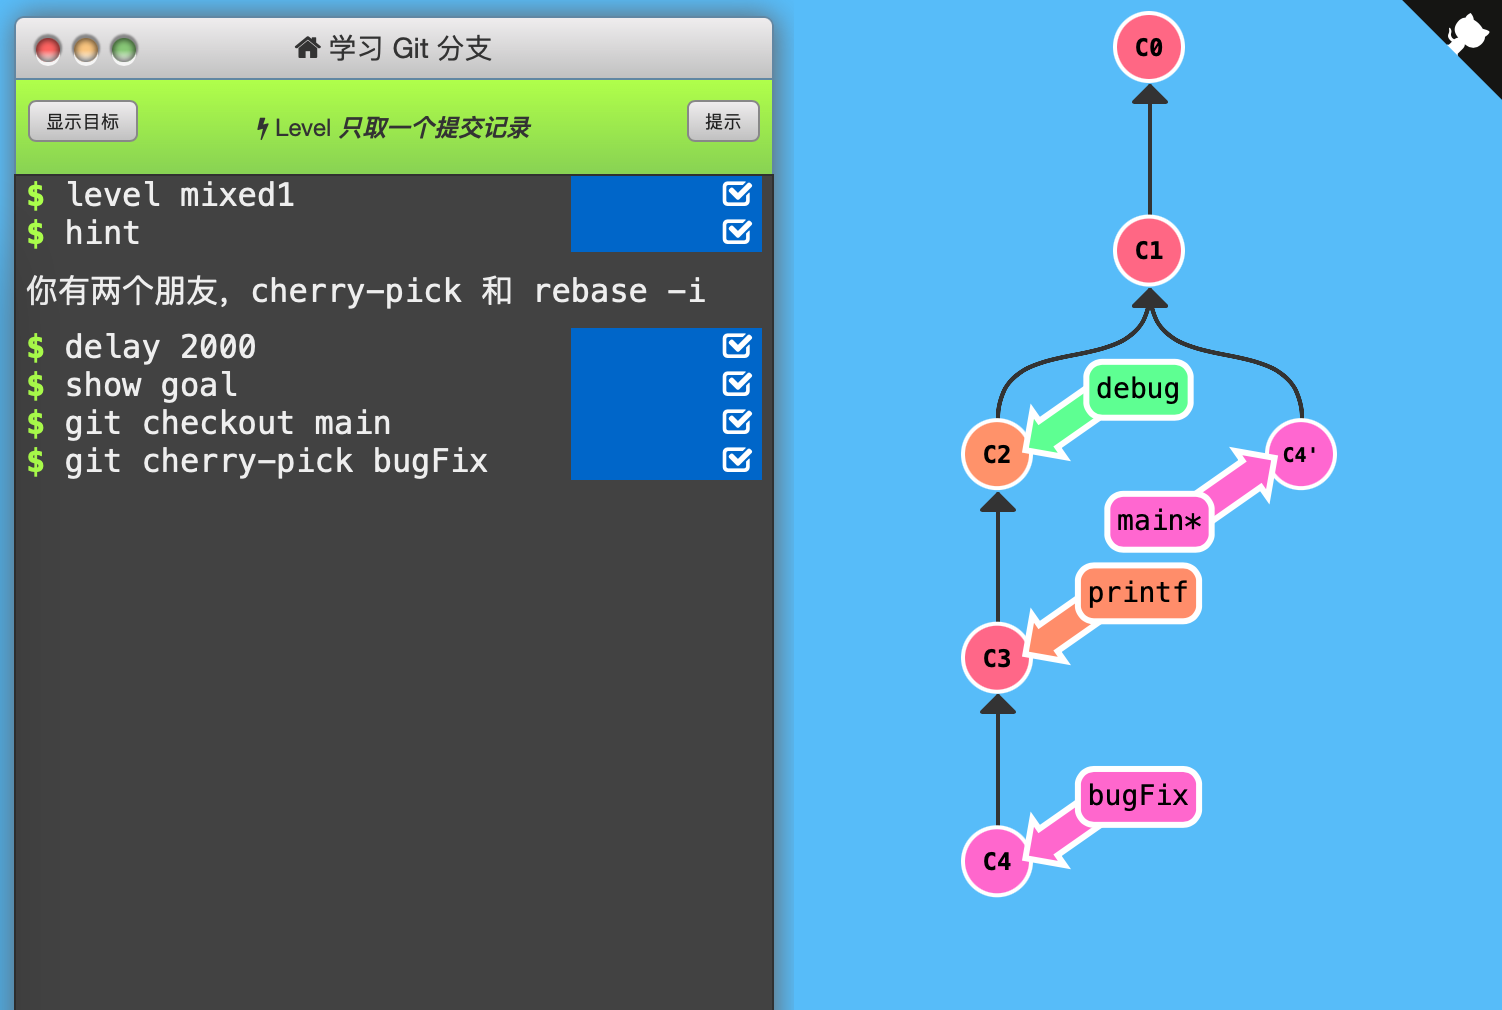 学习 Git 分支
显示目标
Level 只取一个提交记录
提示
$ level mixed1
$ hint
你有两个朋友，cherry-pick 和 rebase -i
$ delay 2000
$ show goal
$ git checkout main
$ git cherry-pick bugFix
C0
C1
debug
C2
C4'
main*
printf
C3
bugFix
C4